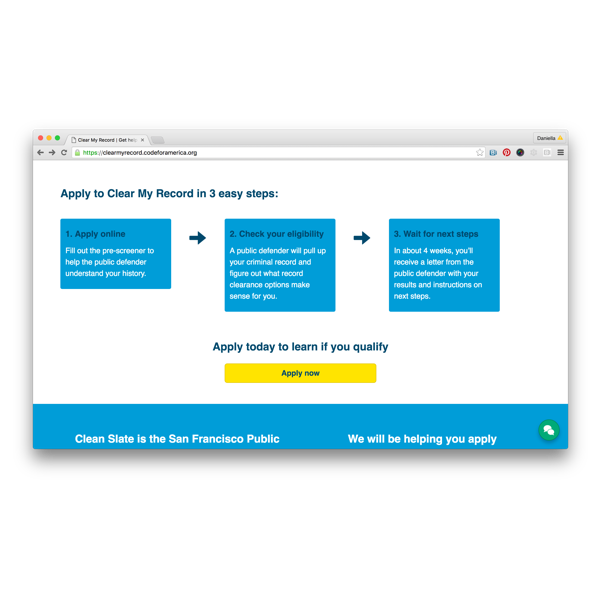 Clear My Record | Get help
Daniella
https://clearmyrecord.codeforamerica.org
Apply to Clear My Record in 3 easy steps:
1. Apply online
Fill out the pre-screener to
help the public defender
understand your history.
2. Check your eligibility
A public defender will pull up
your criminal record and
figure out what record
clearance options make
sense for you.
3. Wait for next steps
In about 4 weeks, you'll
receive a letter from the
public defender with your
results and instructions on
next steps.
Apply today to learn if you qualify
Apply now
Clean Slate is the San Francisco Public
We will be helping you apply